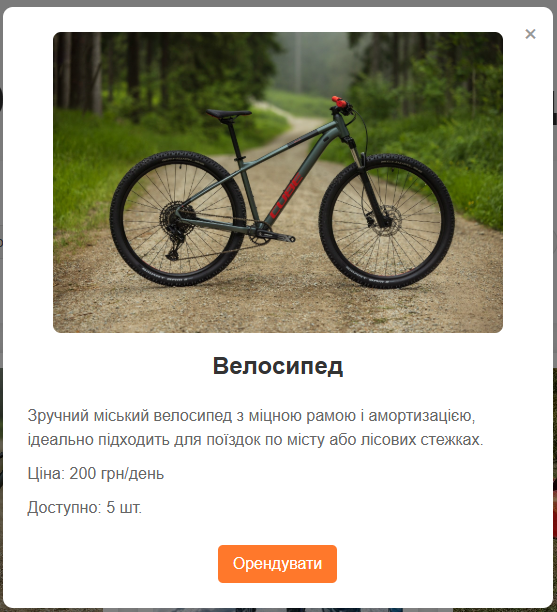 ×
CUBE
Велосипед
Зручний міський велосипед з міцною рамою і амортизацією,
ідеально підходить для поїздок по місту або лісових стежках.
Ціна: 200 грн/день
Доступно: 5 шт.
Орендувати